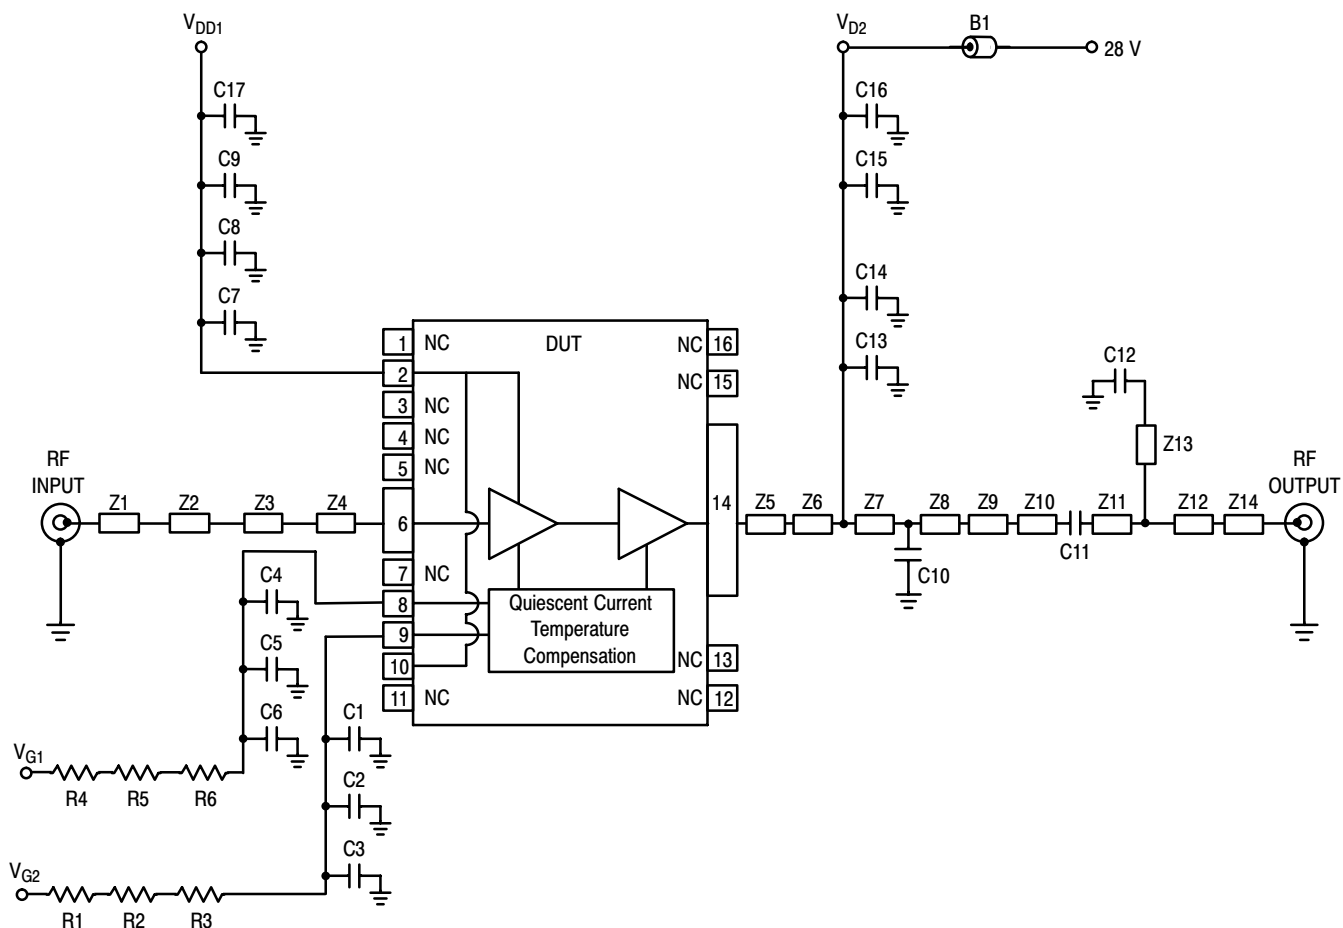 VDD1
VD2
B1
28 V
C17
C16
C9
C15
C8
C14
C7
C13
C12
1 NC
DUT
NC 16
2
NC 15
3 NC
4 NC
5 NC
Z13
RF
INPUT
RF
OUTPUT
Z1
Z2
Z3
Z4
6
14
Z5
Z6
Z7
Z8
Z9
Z10
Z11
Z12
Z14
C11
C10
7 NC
C4
8
Quiescent Current
Temperature
Compensation
9
C5
10
NC 13
11 NC
NC 12
C6
C1
VG1
R4
R5
R6
C2
C3
VG2
R1
R2
R3